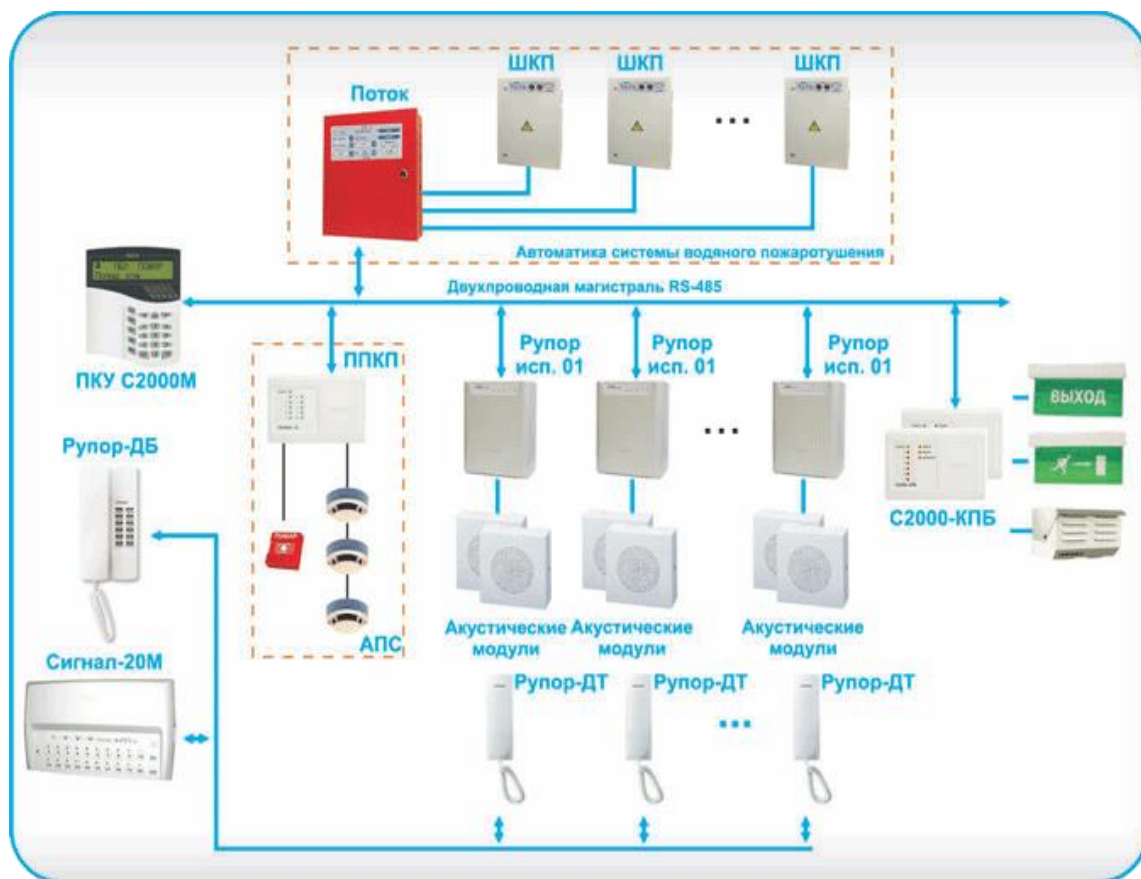 ШКП
ШКП
ШКП
Поток
Автоматика системы водяного пожаротушения
Двухпроводная магистраль RS-485
ПКУ С2000М
ППКП
Рупор
исп. 01
Рупор
исп. 01
Рупор
исп. 01
ВЫХОД
С2000-КПБ
Рупор-ДБ
АПС
Акустические
модули
Акустические
модули
Акустические
модули
Сигнал-20М
Рупор-ДТ
Рупор-ДТ
Рупор-ДТ